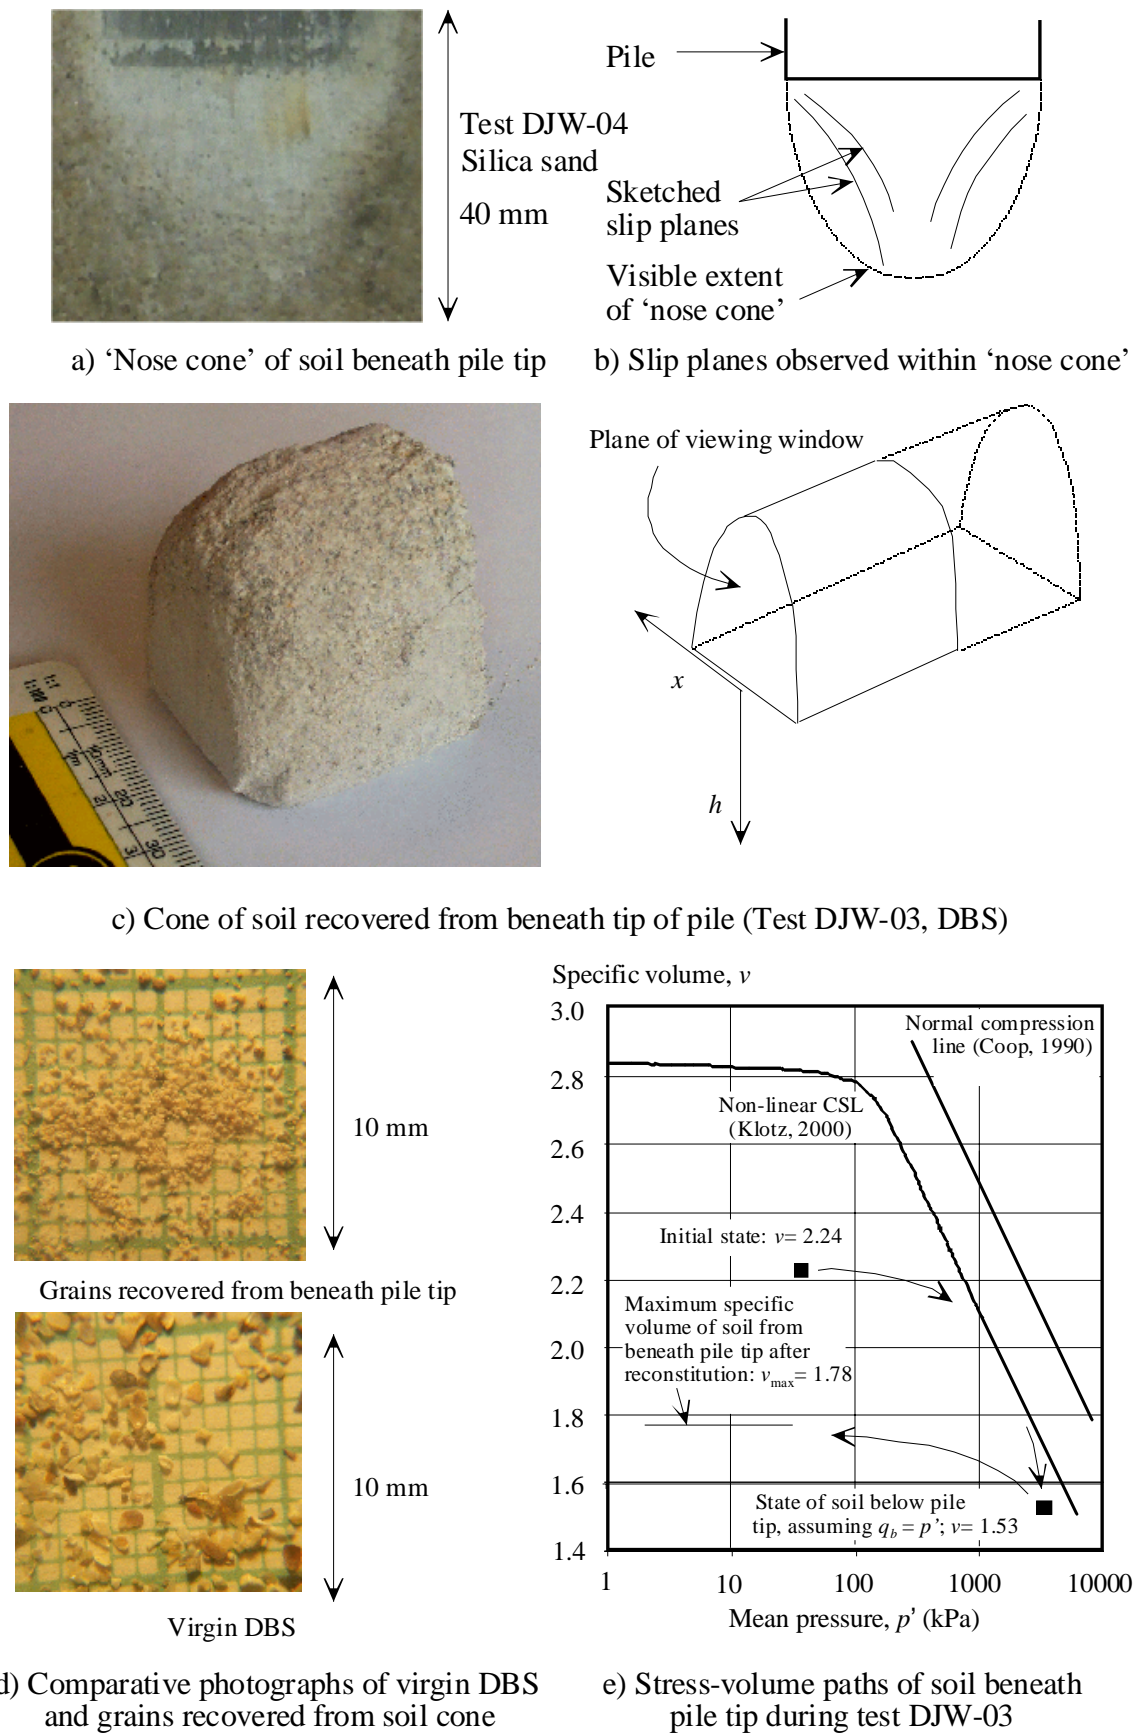 Test DJW-04
Silica sand
40 mm
a) ‘Nose cone’ of soil beneath pile tip
Pile
Sketched
slip planes
Visible extent
of ‘nose cone’
b) Slip planes observed within ‘nose cone’
Plane of viewing window
x
h
c) Cone of soil recovered from beneath tip of pile (Test DJW-03, DBS)
10 mm
Grains recovered from beneath pile tip
10 mm
Virgin DBS
d) Comparative photographs of virgin DBS
and grains recovered from soil cone
Specific volume, v
3.0
2.8
2.6
2.4
2.2
2.0
1.8
1.6
1.4
Normal compression
line (Coop, 1990)
Non-linear CSL
(Klotz, 2000)
Initial state: v= 2.24
Maximum specific
volume of soil from
beneath pile tip after
reconstitution: vmax= 1.78
State of soil below pile
tip, assuming qb = p’; v= 1.53
1
10
100
1000
10000
Mean pressure, p’ (kPa)
e) Stress-volume paths of soil beneath
pile tip during test DJW-03